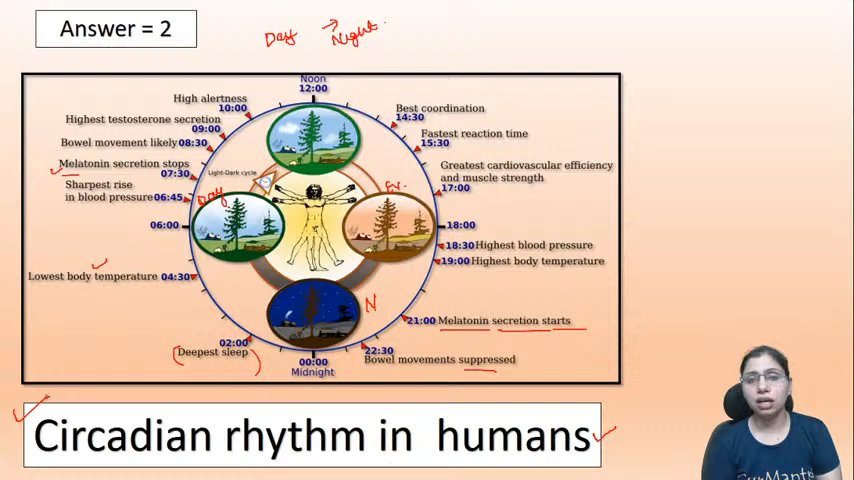 Answer = 2
Day → Night.
Noon
12:00
High alertness
10:00
Highest testosterone secretion
09:00
Bowel movement likely 08:30
Melatonin secretion stops
07:30
Sharpest rise
in blood pressure 06:45
06:00
Lowest body temperature 04:30
02:00
(Deepest sleep)
00:00
Midnight
Light-Dark cycle
Day
Ev.
N
Best coordination
14:30
Fastest reaction time
15:30
Greatest cardiovascular efficiency
and muscle strength
17:00
18:00
18:30 Highest blood pressure
19:00 Highest body temperature
21:00 Melatonin secretion starts
22:30
Bowel movements suppressed
Circadian rhythm in humans